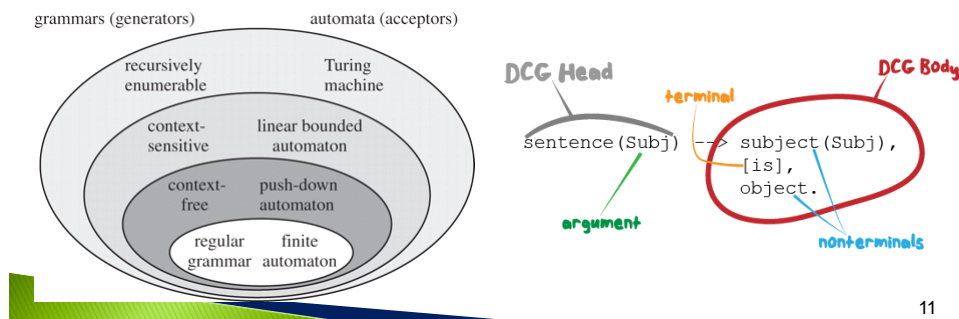 grammars (generators)
automata (acceptors)
recursively
enumerable
Turing
machine
context-
sensitive
linear bounded
automaton
context-
free
push-down
automaton
regular
grammar
finite
automaton
DCG Head
DCG Body
terminal
sentence(Subj) --> subject(Subj),
[is],
object.
argument
nonterminals
11